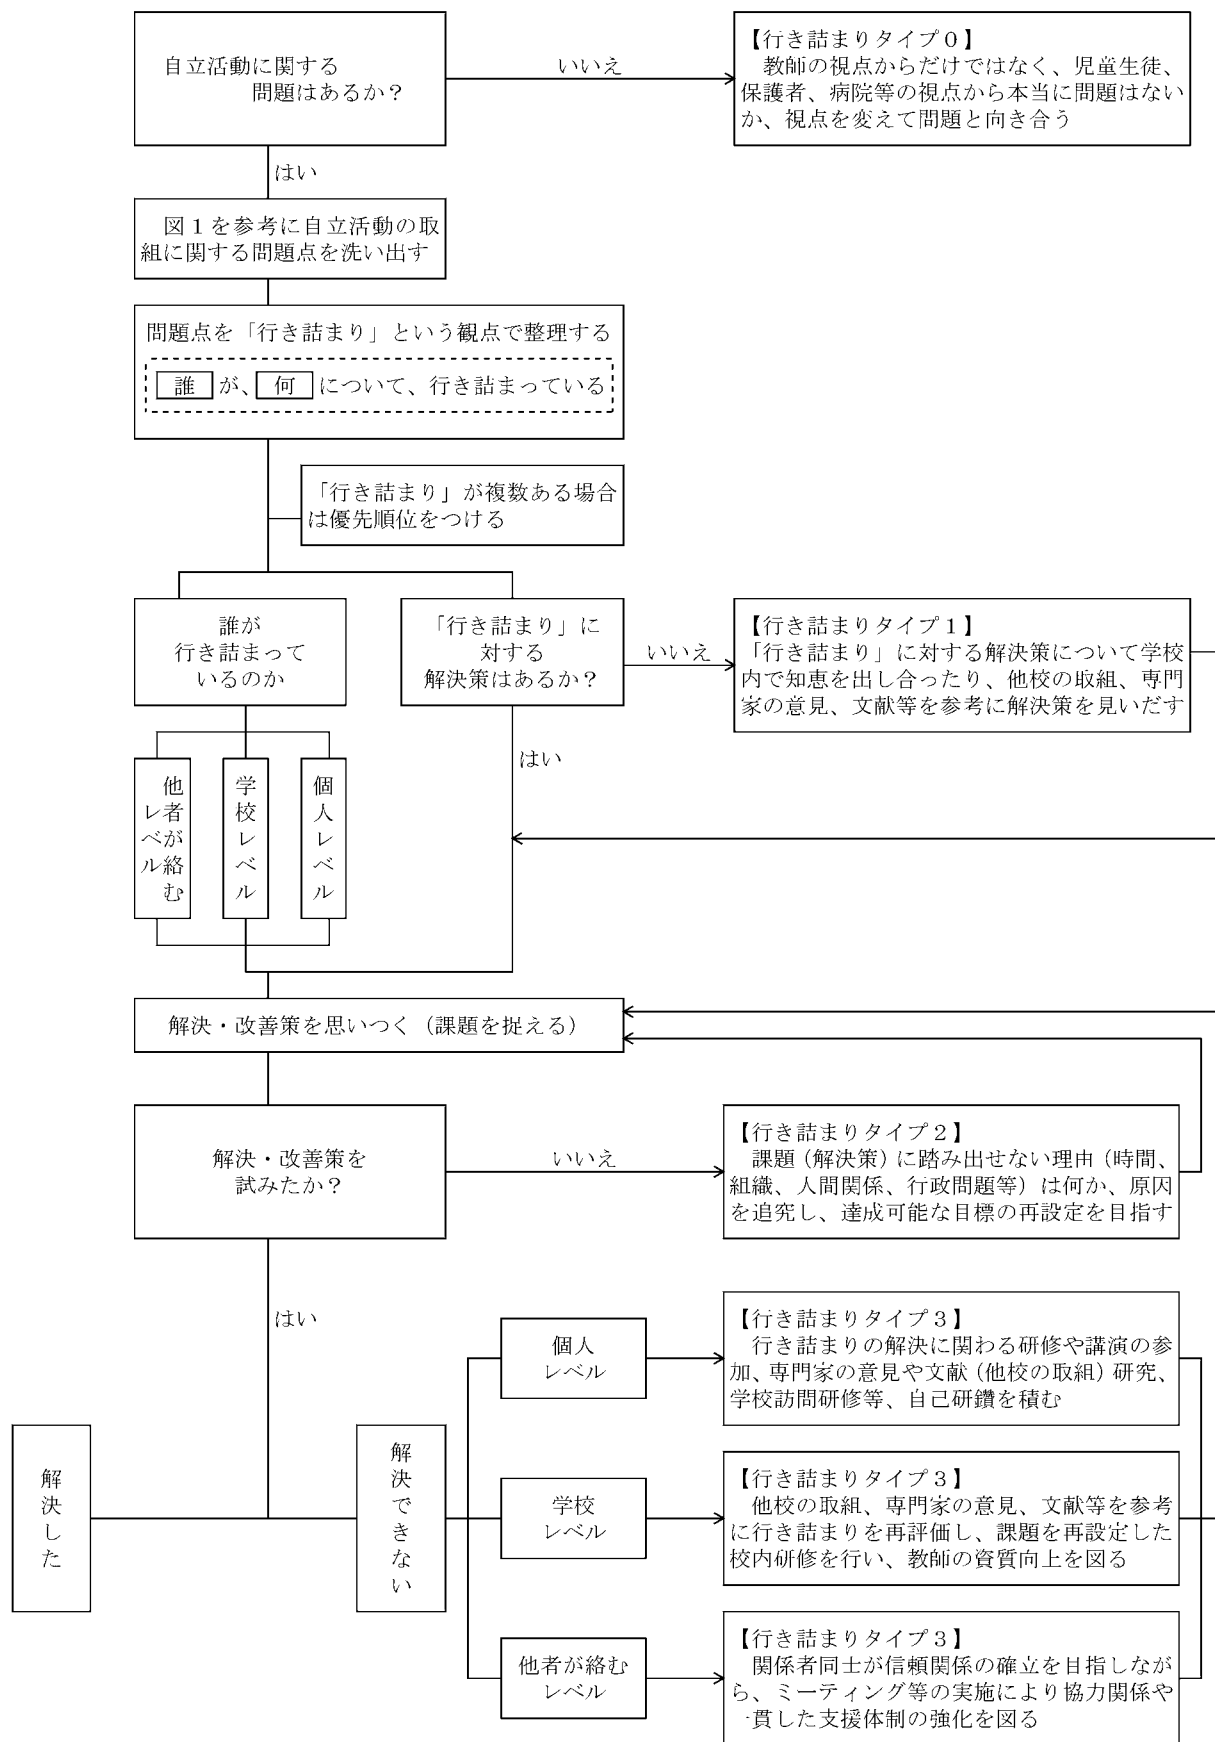 自立活動に関する
問題はあるか？
いいえ
【行き詰まりタイプ０】
教師の視点からだけではなく、児童生徒、
保護者、病院等の視点から本当に問題はない
か、視点を変えて問題と向き合う
はい
図１を参考に自立活動の取
組に関する問題点を洗い出す
問題点を「行き詰まり」という観点で整理する
誰 が、 何 について、行き詰まっている
「行き詰まり」が複数ある場合
は優先順位をつける
誰が
行き詰まって
いるのか
「行き詰まり」に
対する
解決策はあるか？
いいえ
【行き詰まりタイプ１】
「行き詰まり」に対する解決策について学校
内で知恵を出し合ったり、他校の取組、専門
家の意見、文献等を参考に解決策を見いだす
はい
他者が絡む
レベル
学校レベル
個人レベル
解決・改善策を思いつく（課題を捉える）
解決・改善策を
試みたか？
いいえ
【行き詰まりタイプ２】
課題（解決策）に踏み出せない理由（時間、
組織、人間関係、行政問題等）は何か、原因
を追究し、達成可能な目標の再設定を目指す
はい
解決した
解決できない
個人
レベル
【行き詰まりタイプ３】
行き詰まりの解決に関わる研修や講演の参
加、専門家の意見や文献（他校の取組）研究、
学校訪問研修等、自己研鑽を積む
学校
レベル
【行き詰まりタイプ３】
他校の取組、専門家の意見、文献等を参考
に行き詰まりを再評価し、課題を再設定した
校内研修を行い、教師の資質向上を図る
他者が絡む
レベル
【行き詰まりタイプ３】
関係者同士が信頼関係の確立を目指しなが
ら、ミーティング等の実施により協力関係や
一貫した支援体制の強化を図る